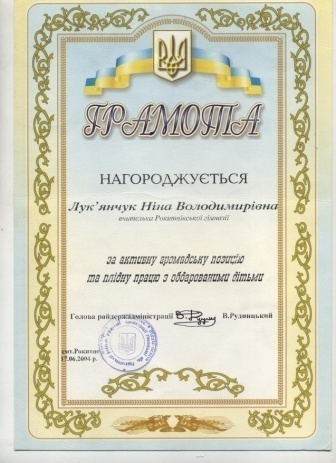 ГРАМОТА
НАГОРОДЖУЄТЬСЯ
Лук'янчук Ніна Володимирівна
вчителька Рокитнівської гімназії
за активну громадську позицію
та плідну працю з обдарованими дітьми
Голова райдержадміністрації В.Рудницький
смт.Рокитне
17.06.2004 р.